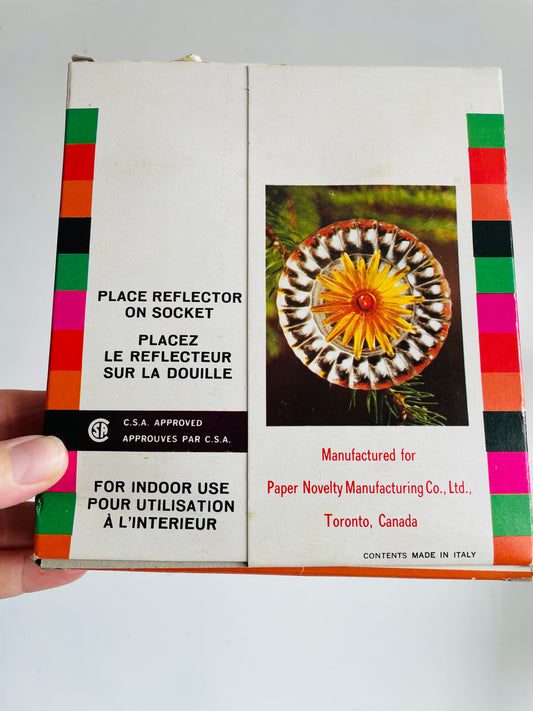 PLACE REFLECTOR
ON SOCKET
PLACEZ
LE REFLECTEUR
SUR LA DOUILLE
C.S.A. APPROVED
APPROUVES PAR C.S.A.
FOR INDOOR USE
POUR UTILISATION
À L'INTERIEUR
Manufactured for
Paper Novelty Manufacturing Co., Ltd.,
Toronto, Canada
CONTENTS MADE IN ITALY